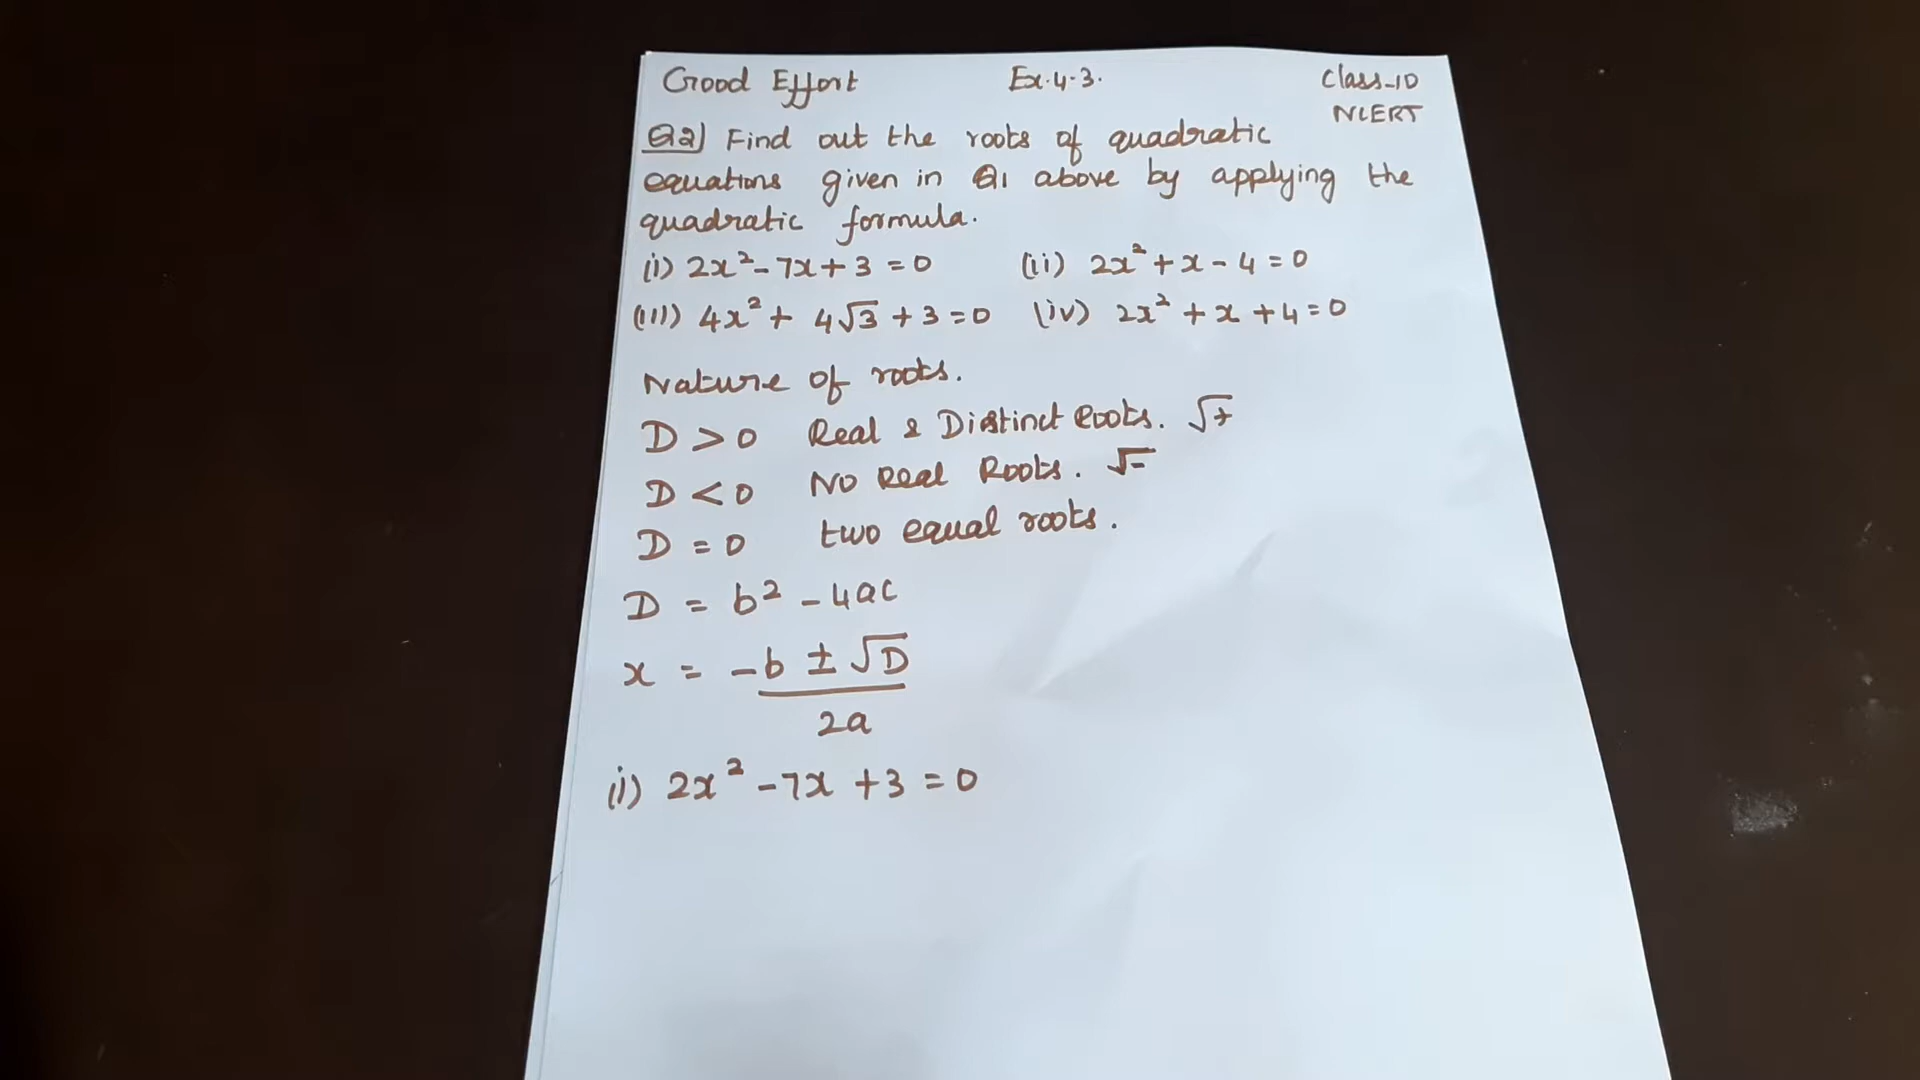 Good Effort Ex.4.3. Class-10
NCERT
Q2) Find out the roots of quadratic
equations given in Q1 above by applying the
quadratic formula.
(i) 2x² - 7x + 3 = 0 (ii) 2x² + x - 4 = 0
(iii) 4x² + 4√3 + 3 = 0 (iv) 2x² + x + 4 = 0
Nature of roots.
D > 0 Real & Distinct Roots. √+
D < 0 No Real Roots. √-
D = 0 two equal roots.
D = b² - 4ac
x = -b ± √D
2a
(i) 2x² - 7x + 3 = 0